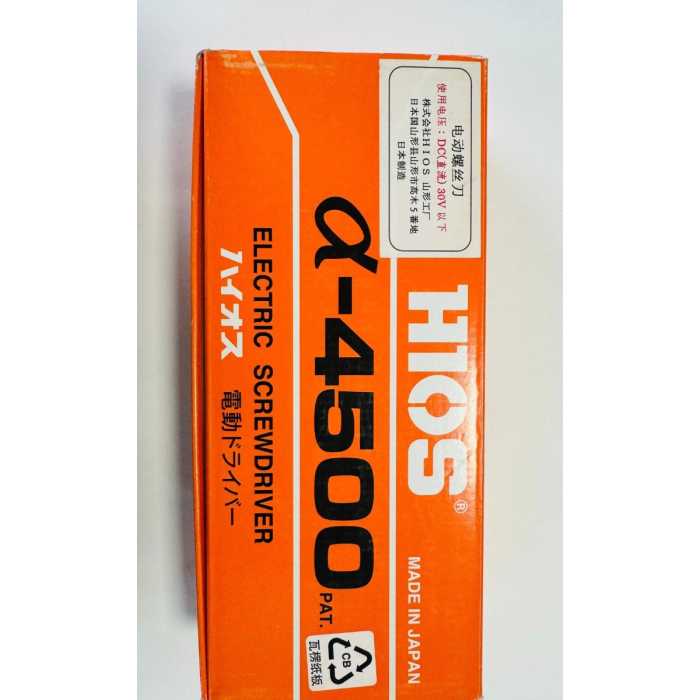 电动螺丝刀
使用电压：DC(直流)30V以下
株式会社HIOS 山形工厂
日本国山形县山形市高木5番地
日本制造
HIOS®
MADE IN JAPAN
α-4500 PAT.
ELECTRIC SCREWDRIVER
ハイオス 電動ドライバー
CB
瓦楞纸板